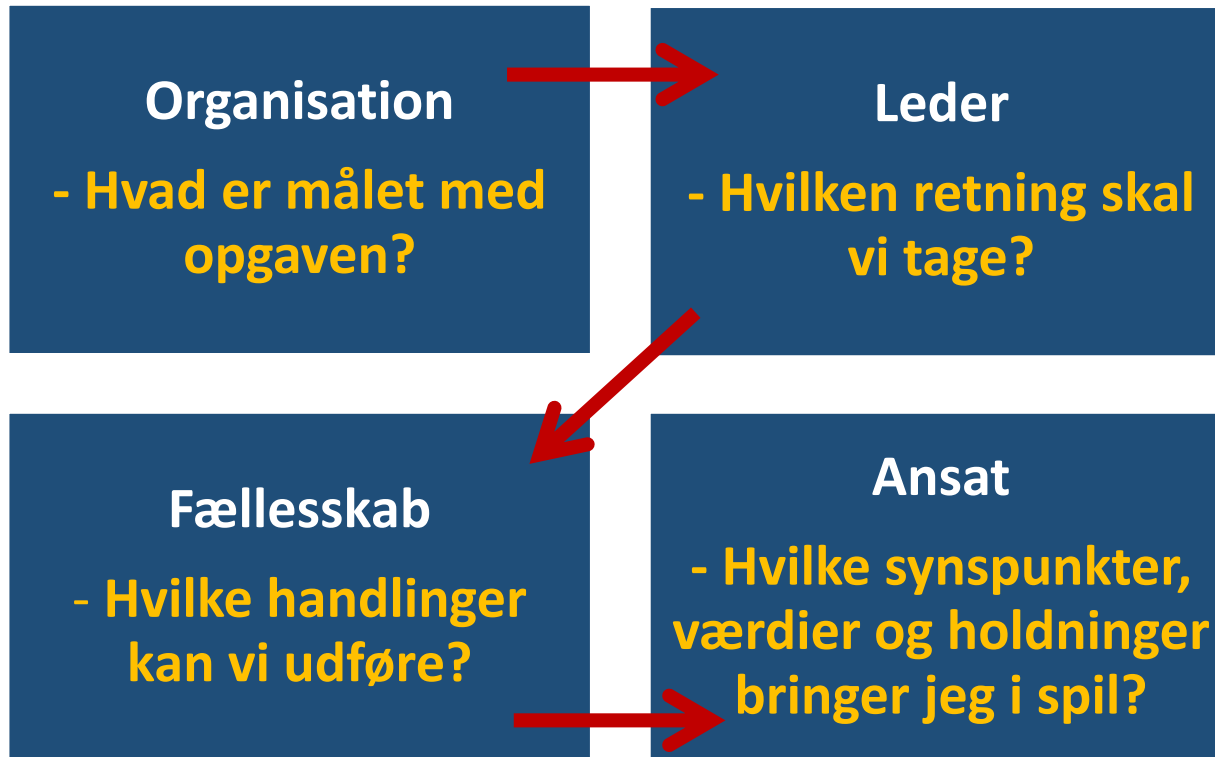 Organisation
- Hvad er målet med
opgaven?
Leder
- Hvilken retning skal
vi tage?
Fællesskab
- Hvilke handlinger
kan vi udføre?
Ansat
- Hvilke synspunkter,
værdier og holdninger
bringer jeg i spil?